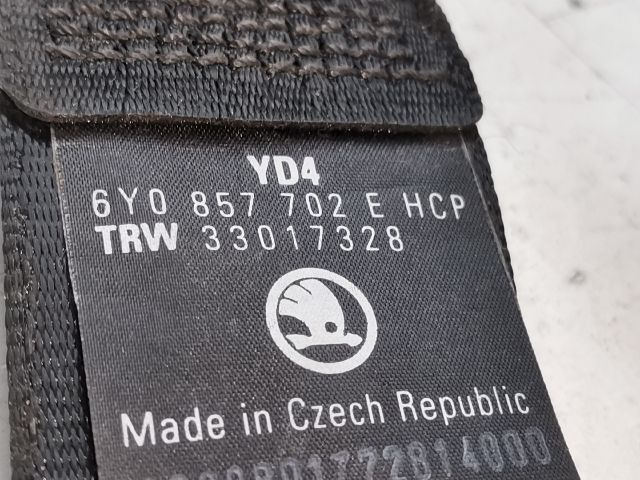 YD4
6Y0 857 702 E HCP
TRW 33017328
Made in Czech Republic